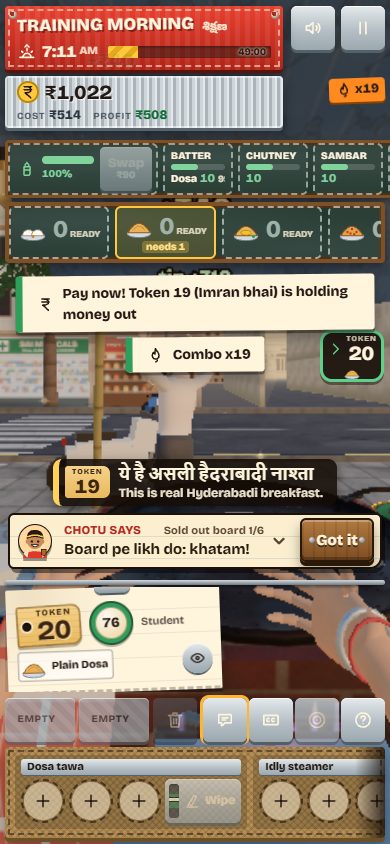 TRAINING MORNING शिक्षण
7:11 AM 49:00
₹ ₹1,022
COST ₹514 PROFIT ₹508
x19
100%
Swap
₹90
BATTER
Dosa 10
CHUTNEY
10
SAMBAR
10
0 READY
0 READY
needs 1
0 READY
0
₹ Pay now! Token 19 (Imran bhai) is holding
money out
Combo x19
TOKEN
20
TOKEN
19
ये है असली हैदराबादी नाश्ता
This is real Hyderabadi breakfast.
CHOTU SAYS Sold out board 1/6
Board pe likh do: khatam!
Got it
TOKEN
20
76
Student
Plain Dosa
EMPTY
EMPTY
CC
?
Dosa tawa
Idly steamer
Wipe